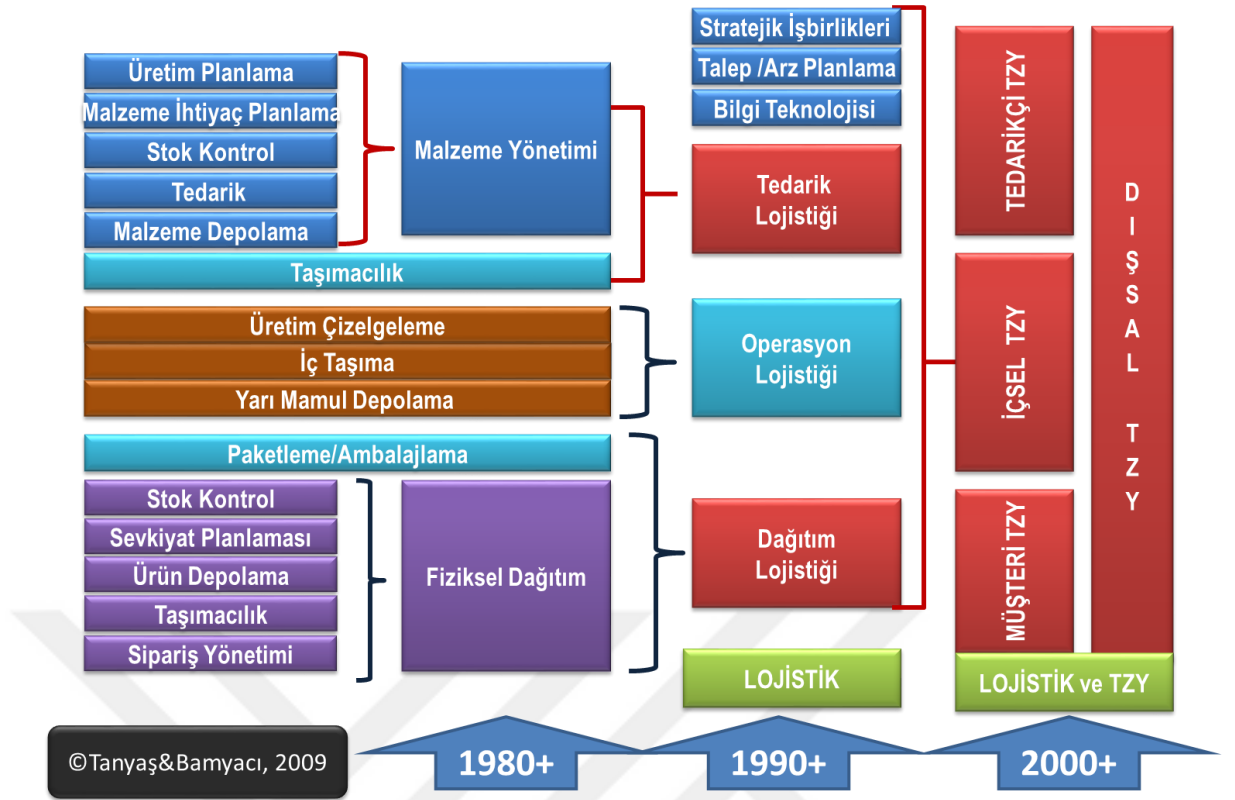 Üretim Planlama
Malzeme İhtiyaç Planlama
Stok Kontrol
Tedarik
Malzeme Depolama
Malzeme Yönetimi
Taşımacılık
Üretim Çizelgeleme
İç Taşıma
Yarı Mamul Depolama
Paketleme/Ambalajlama
Stok Kontrol
Sevkiyat Planlaması
Ürün Depolama
Taşımacılık
Sipariş Yönetimi
Fiziksel Dağıtım
Stratejik İşbirlikleri
Talep /Arz Planlama
Bilgi Teknolojisi
Tedarik
Lojistiği
Operasyon
Lojistiği
Dağıtım
Lojistiği
LOJİSTİK
TEDARİKÇİ TZY
İÇSEL TZY
MÜŞTERİ TZY
DIŞSAL TZY
LOJİSTİK ve TZY
©Tanyaş&Bamyacı, 2009
1980+
1990+
2000+